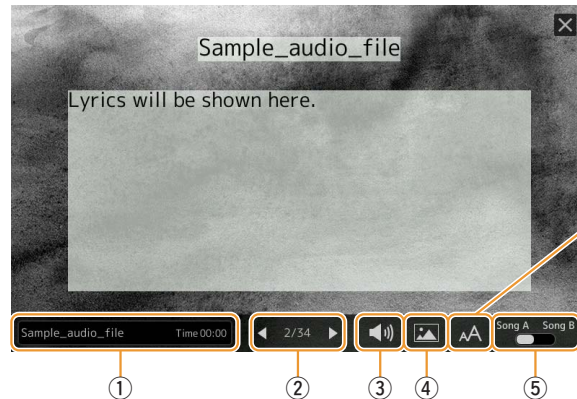 Sample_audio_file
Lyrics will be shown here.
Sample_audio_file Time 00:00 2/34 AA Song A Song B
① ② ③ ④ ⑤